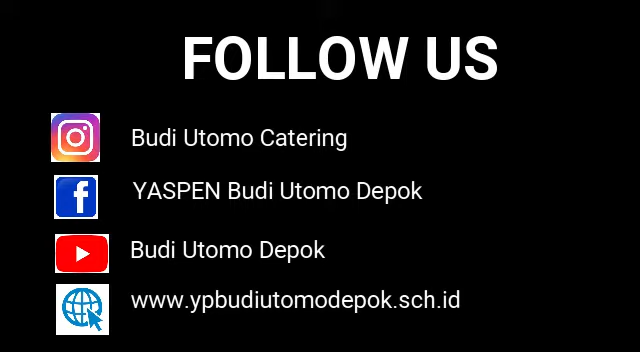 FOLLOW US
Budi Utomo Catering
YASPEN Budi Utomo Depok
Budi Utomo Depok
www.ypbudiutomodepok.sch.id